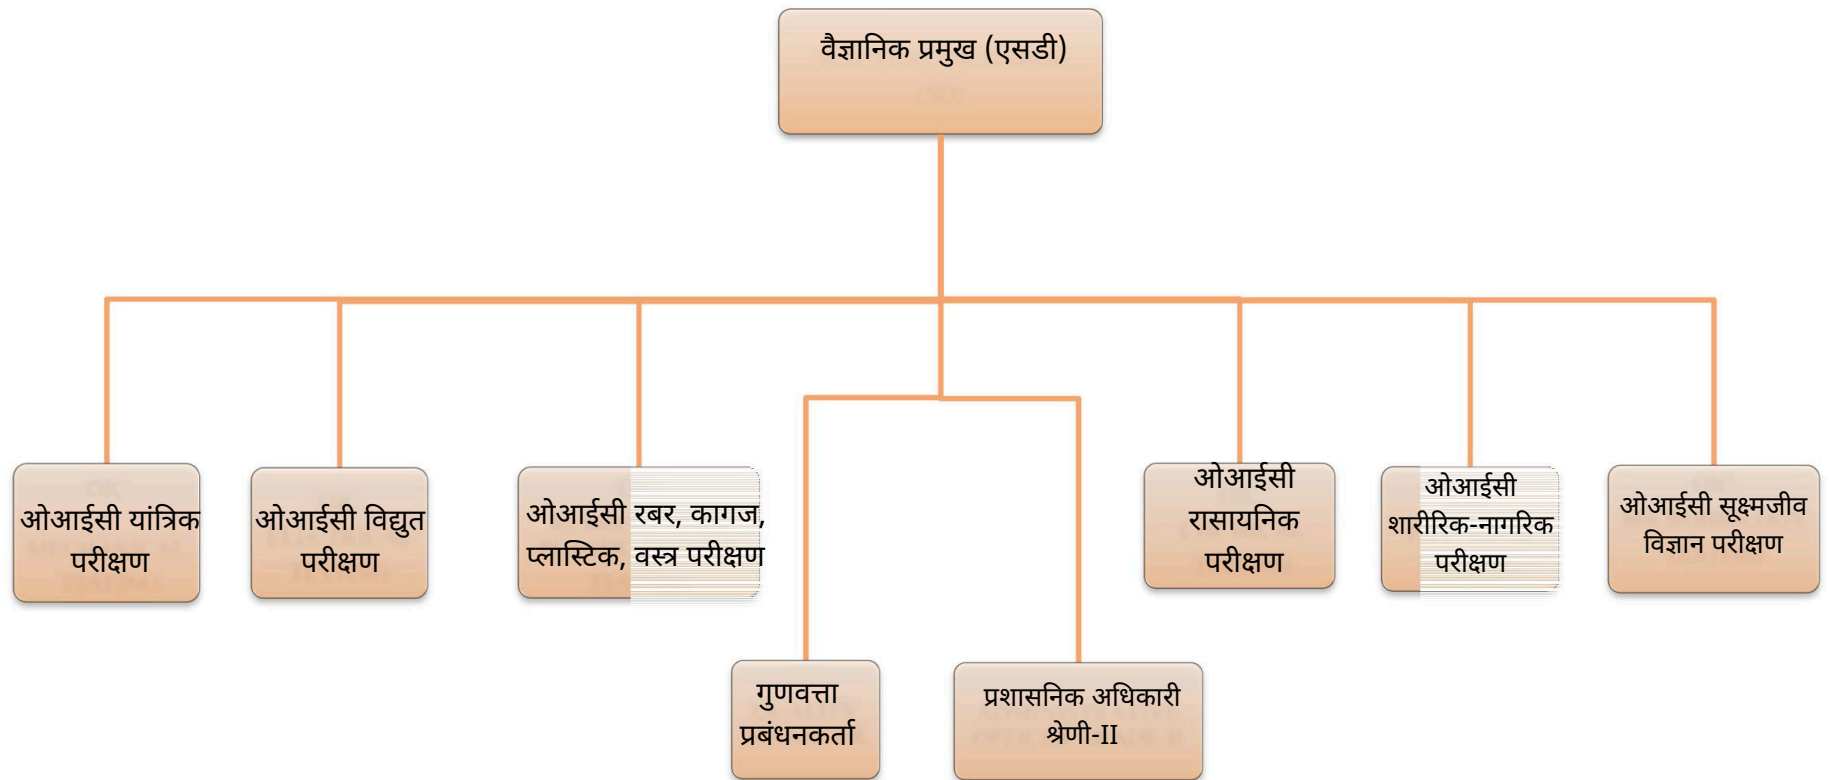 वैज्ञानिक प्रमुख (एसडी)
ओआईसी यांत्रिक
परीक्षण
ओआईसी विद्युत
परीक्षण
ओआईसी रबर, कागज,
प्लास्टिक, वस्त्र परीक्षण
ओआईसी
रासायनिक
परीक्षण
ओआईसी
शारीरिक-नागरिक
परीक्षण
ओआईसी सूक्ष्मजीव
विज्ञान परीक्षण
गुणवत्ता
प्रबंधनकर्ता
प्रशासनिक अधिकारी
श्रेणी-II